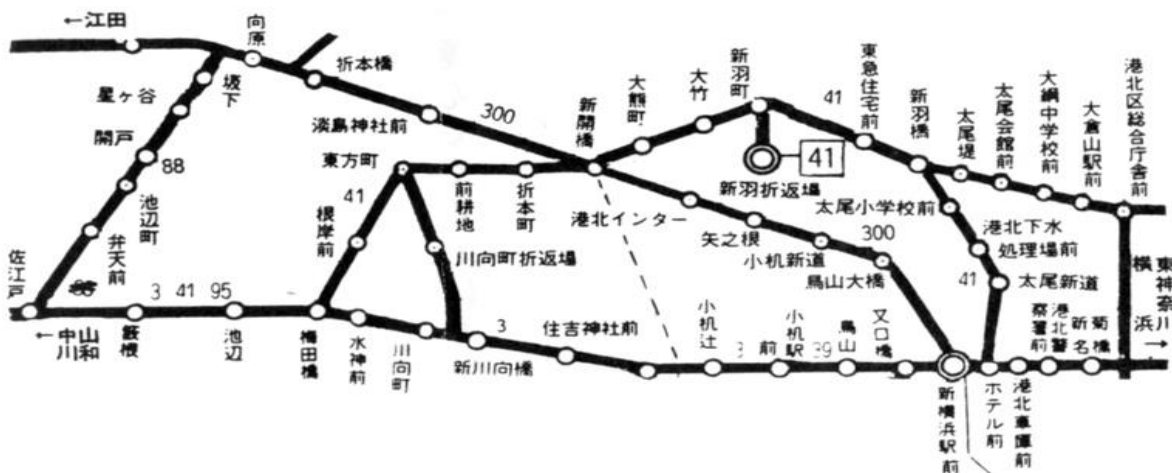 ←江田
向原
折本橋
淡島神社前
300
新開橋
大熊町
大竹
新羽町
41
東急住宅前
新羽橋
太尾堤
太尾会館前
大綱中学校前
大倉山駅前
港北区総合庁舎前
坂下
星ヶ谷
開戸
88
池辺町
弁天前
佐江戸
東方町
前耕地
折本町
41
根岸前
川向町折返場
41
新羽折返場
港北インター
矢之根
小机新道
300
鳥山大橋
太尾小学校前
港北下水
処理場前
41
太尾新道
3 41 95
←中山
川和
藪根
池辺
梅田橋
水神前
川向町
3
新川向橋
住吉神社前
小机辻
前
小机駅
39
鳥山
又口橋
新横浜駅前
ホテル前
港北車庫前
港北警
察署前
新名
菊橋
東神奈川
横浜
→